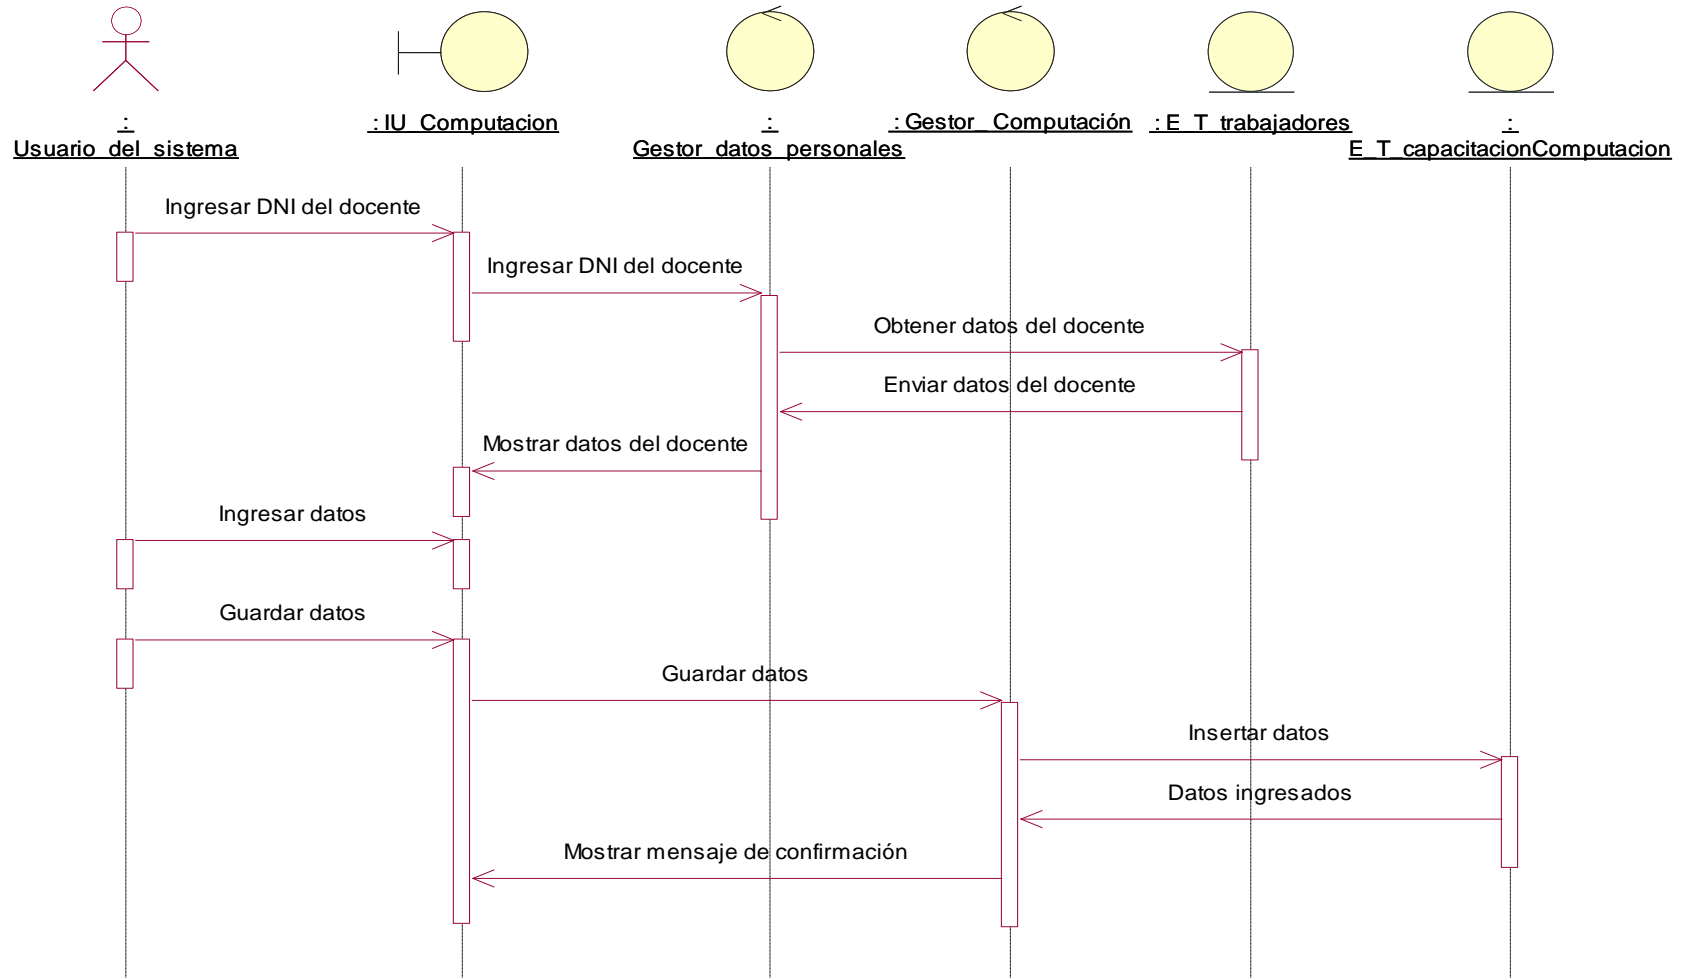 :
Usuario_del_sistema
: IU_Computacion
:
Gestor_datos_personales
: Gestor_ Computación
: E_T_trabajadores
:
E_T_capacitacionComputacion
Ingresar DNI del docente
Ingresar DNI del docente
Obtener datos del docente
Enviar datos del docente
Mostrar datos del docente
Ingresar datos
Guardar datos
Guardar datos
Insertar datos
Datos ingresados
Mostrar mensaje de confirmación